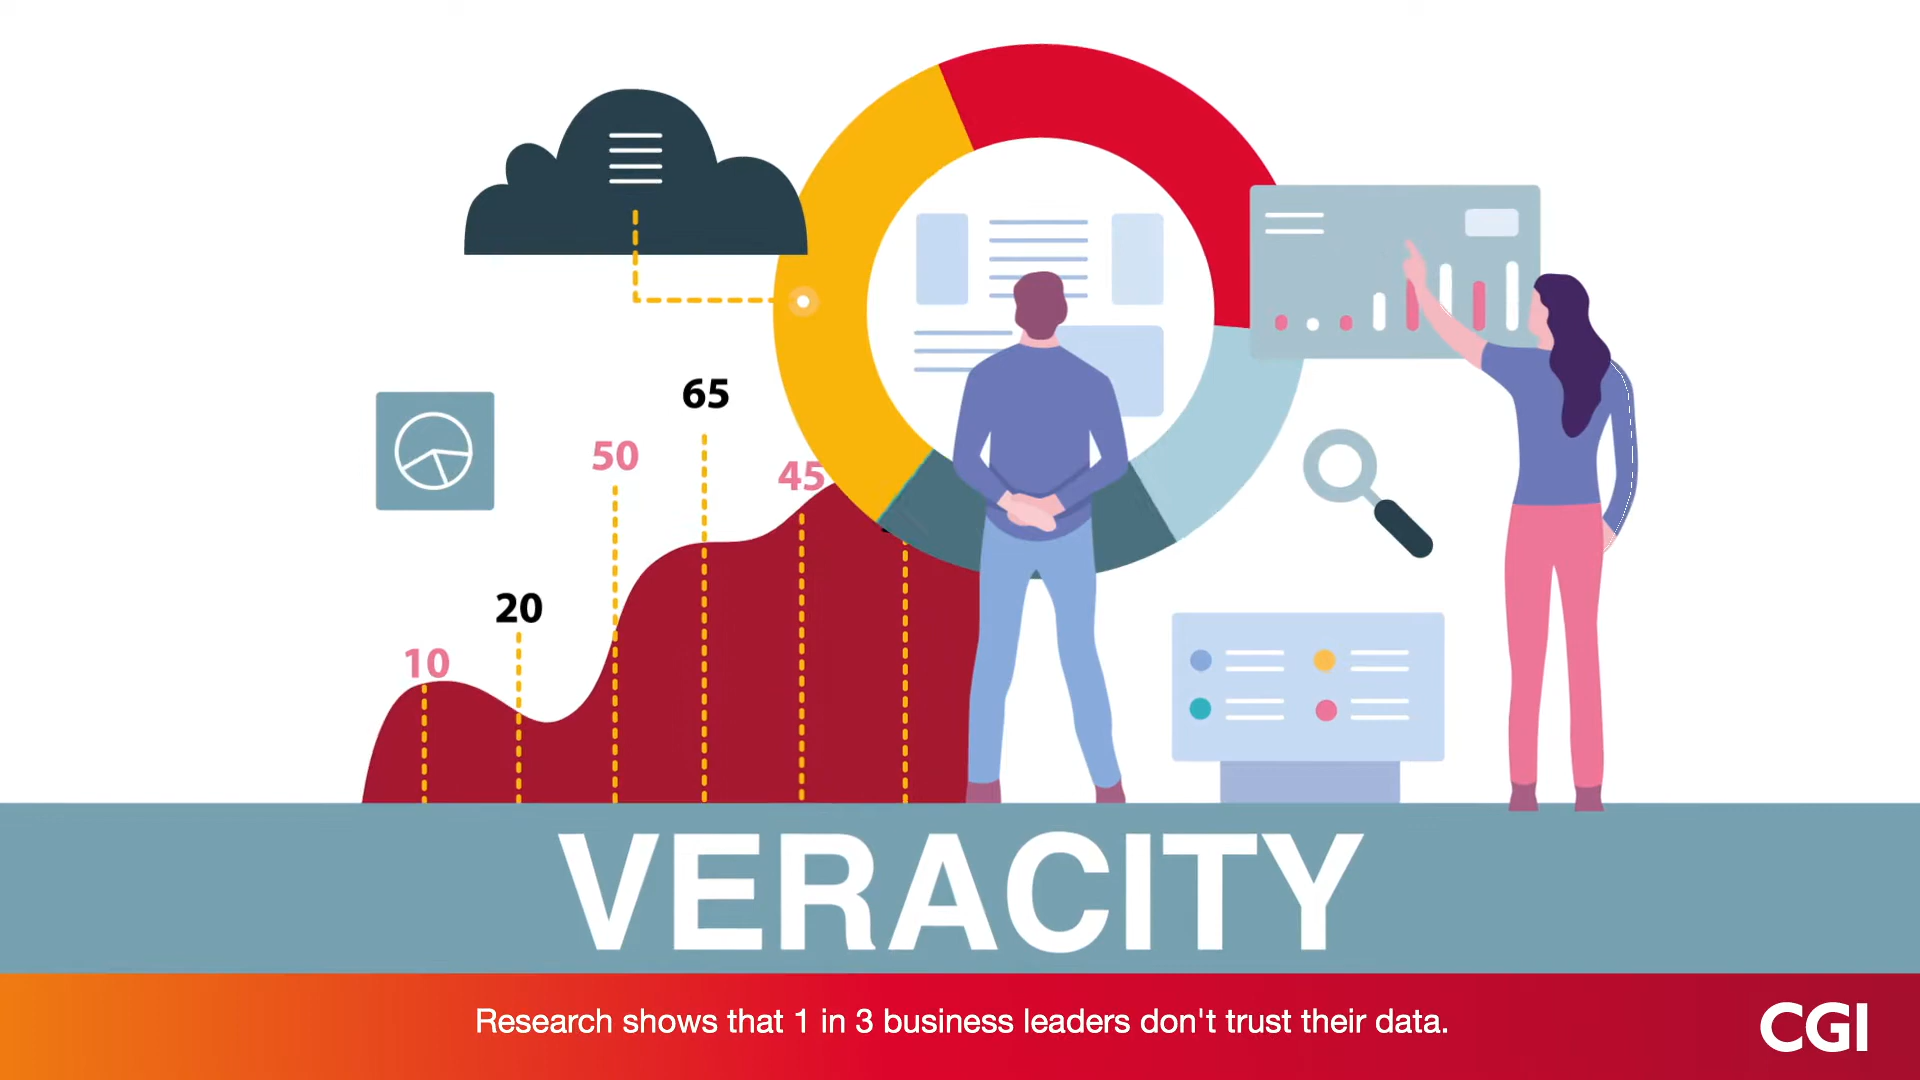 65
50
45
20
10
VERACITY
Research shows that 1 in 3 business leaders don't trust their data.
CGI